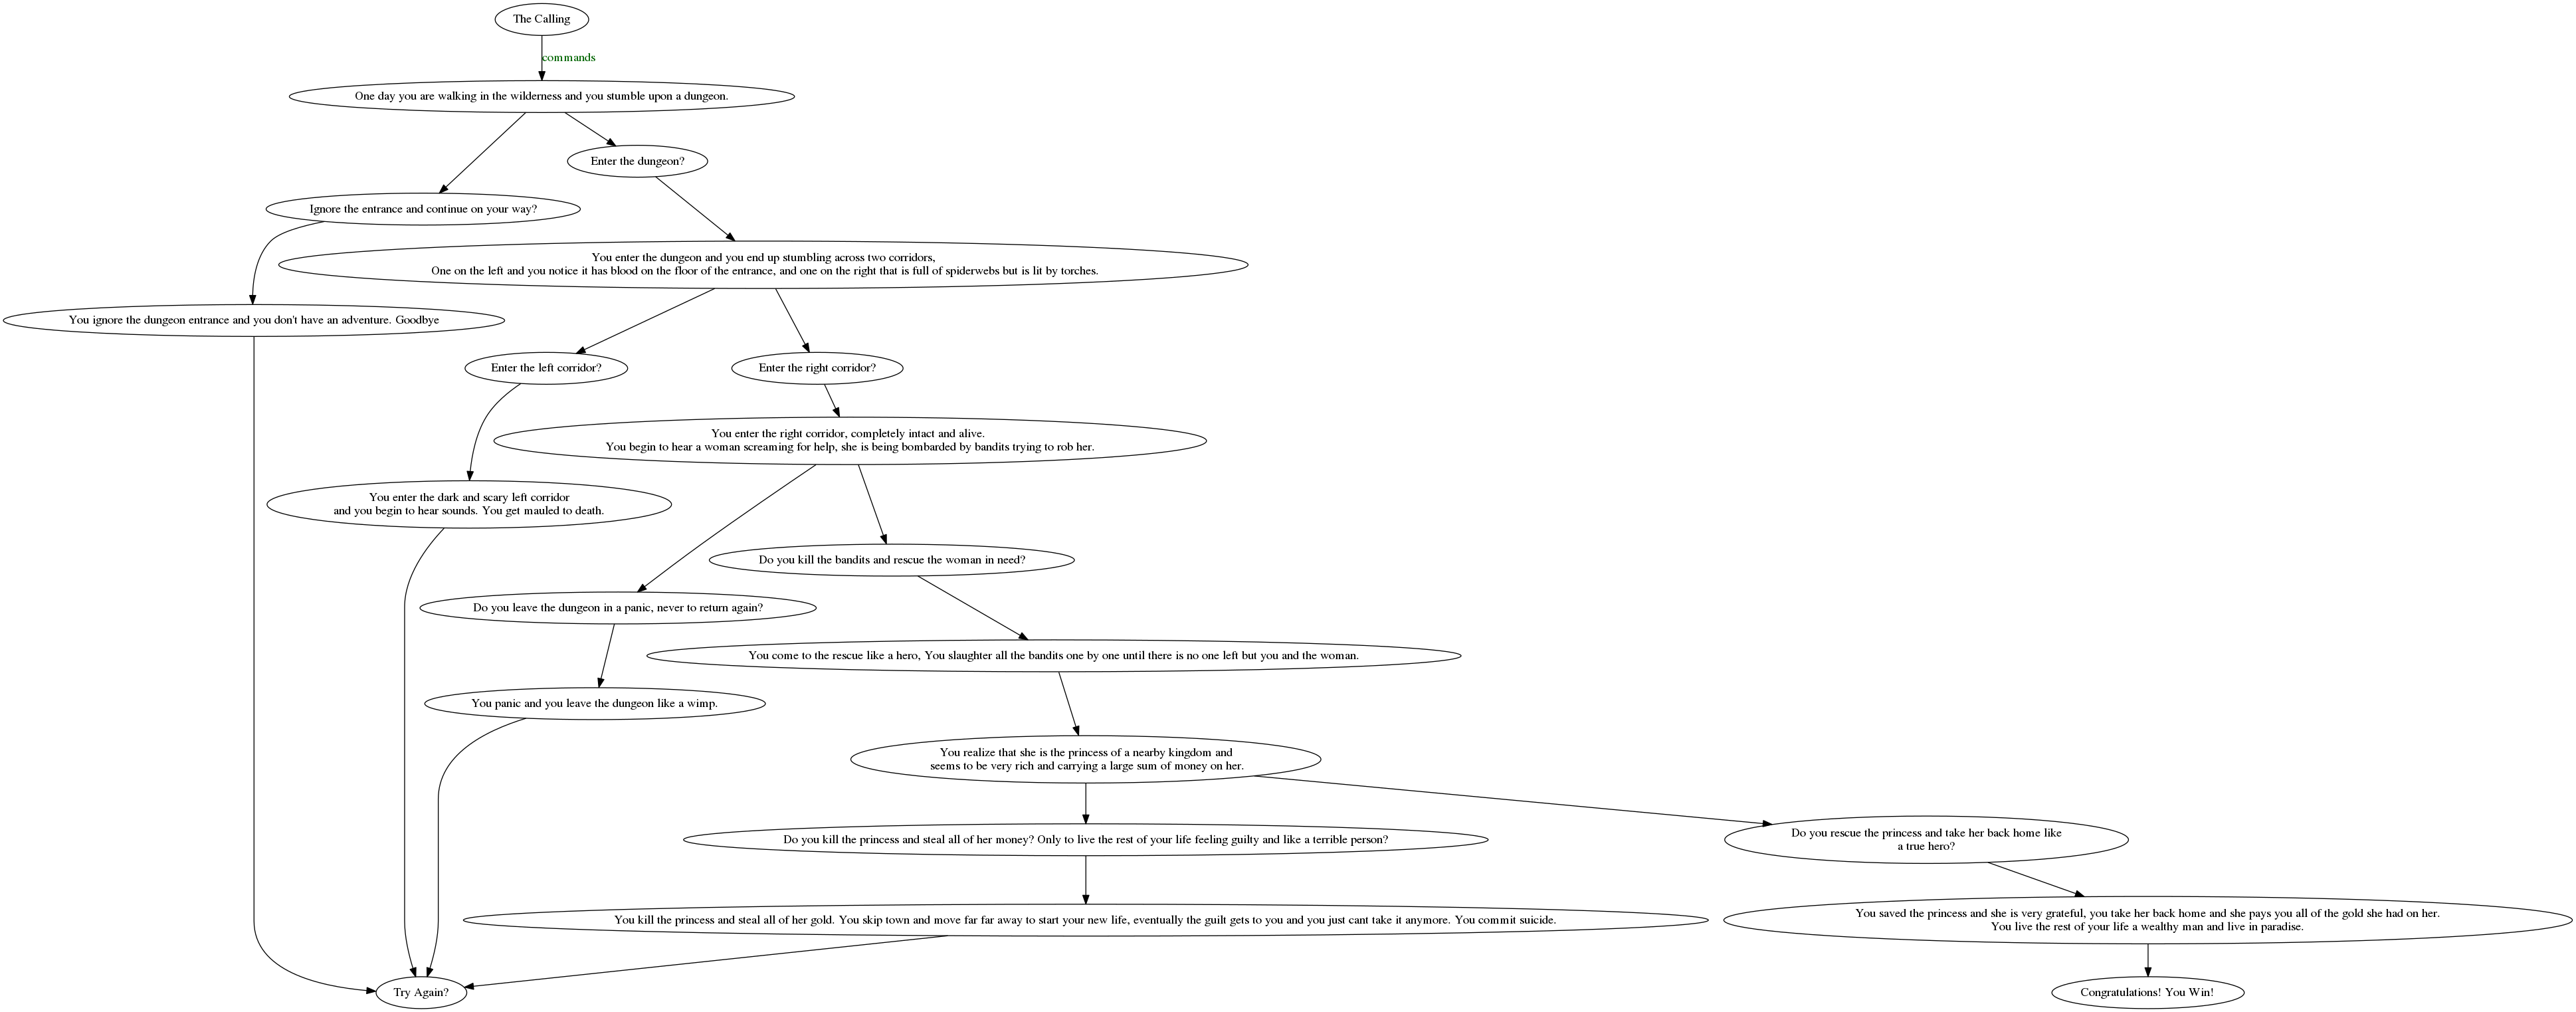 The Calling
commands
One day you are walking in the wilderness and you stumble upon a dungeon.
Enter the dungeon?
Ignore the entrance and continue on your way?
You enter the dungeon and you end up stumbling across two corridors,
One on the left and you notice it has blood on the floor of the entrance, and one on the right that is full of spiderwebs but is lit by torches.
You ignore the dungeon entrance and you don't have an adventure. Goodbye
Enter the left corridor?
Enter the right corridor?
You enter the right corridor, completely intact and alive.
You begin to hear a woman screaming for help, she is being bombarded by bandits trying to rob her.
You enter the dark and scary left corridor
and you begin to hear sounds. You get mauled to death.
Do you kill the bandits and rescue the woman in need?
Do you leave the dungeon in a panic, never to return again?
You come to the rescue like a hero, You slaughter all the bandits one by one until there is no one left but you and the woman.
You panic and you leave the dungeon like a wimp.
You realize that she is the princess of a nearby kingdom and
seems to be very rich and carrying a large sum of money on her.
Do you kill the princess and steal all of her money? Only to live the rest of your life feeling guilty and like a terrible person?
Do you rescue the princess and take her back home like
a true hero?
You kill the princess and steal all of her gold. You skip town and move far far away to start your new life, eventually the guilt gets to you and you just cant take it anymore. You commit suicide.
You saved the princess and she is very grateful, you take her back home and she pays you all of the gold she had on her.
You live the rest of your life a wealthy man and live in paradise.
Try Again?
Congratulations! You Win!